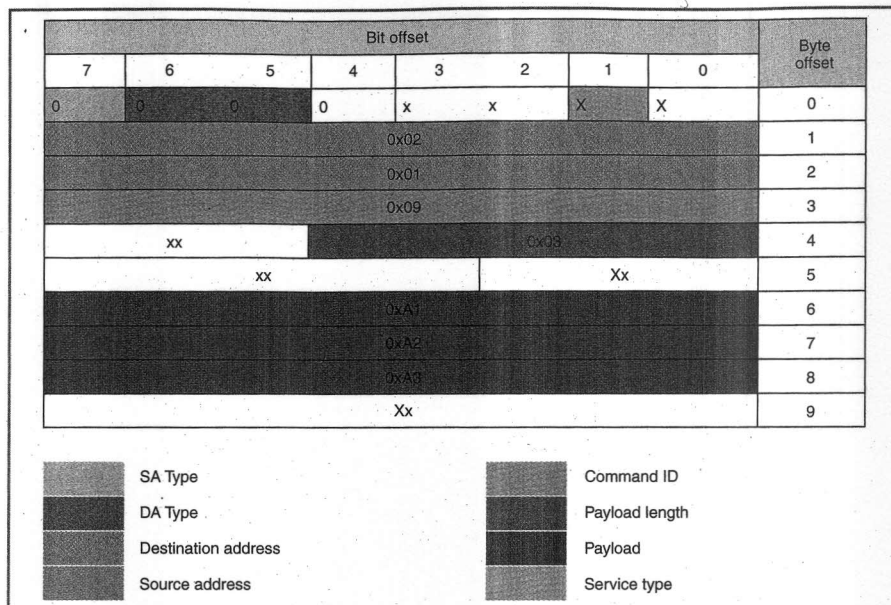 Bit offset
Byte offset
7 6 5 4 3 2 1 0
0 0 0 0 x x X X 0
0x02 1
0x01 2
0x09 3
xx 0x03 4
xx Xx 5
0xA1 6
0xA2 7
0xA3 8
Xx 9
SA Type
Command ID
DA Type
Payload length
Destination address
Payload
Source address
Service type